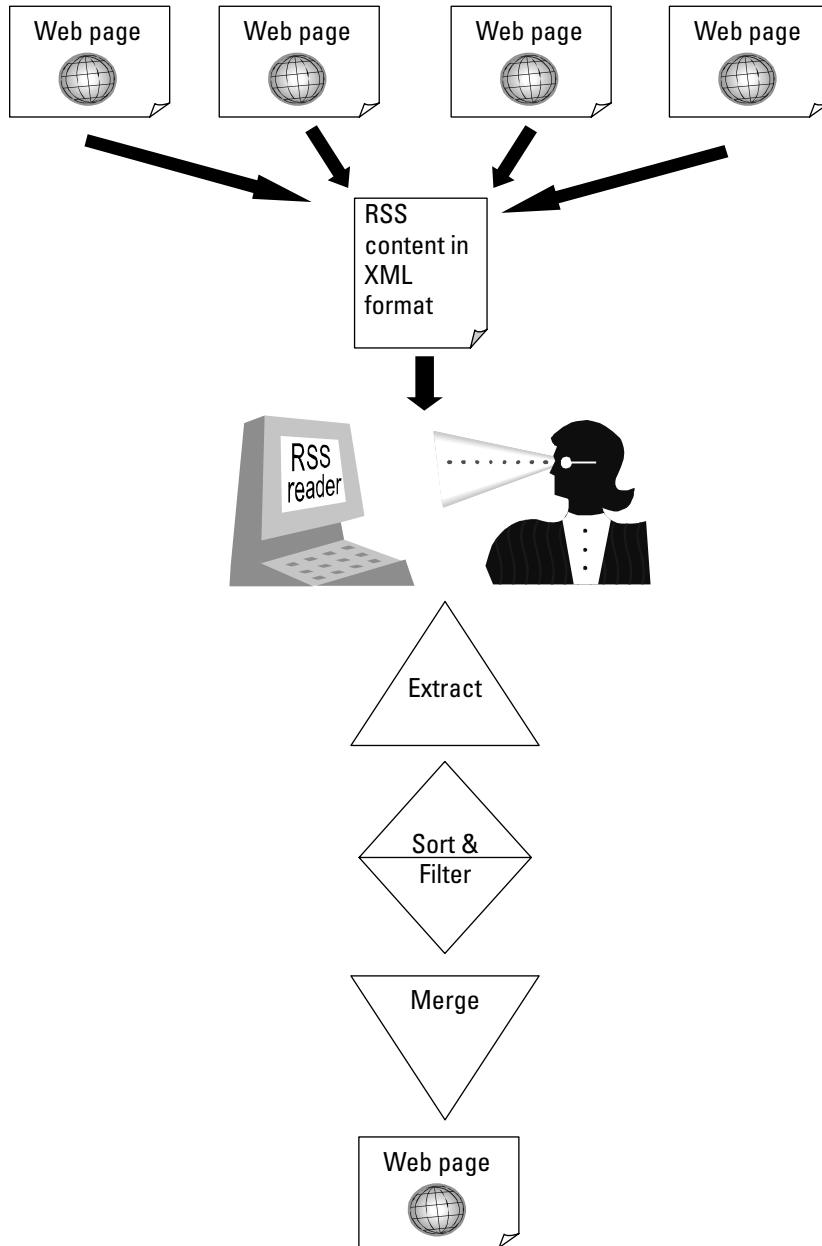 Web page
Web page
Web page
Web page
RSS
content in
XML
format
RSS
reader
Extract
Sort &
Filter
Merge
Web page